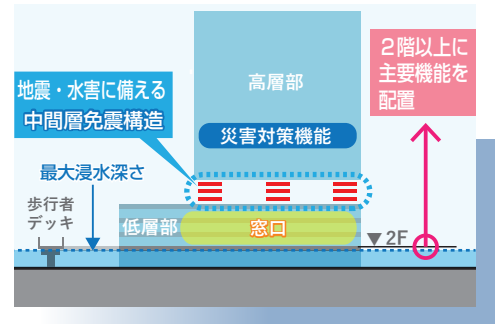 地震・水害に備える
中間層免震構造
高層部
災害対策機能
2階以上に
主要機能を
配置
最大浸水深さ
歩行者
デッキ
低層部
窓口
▼2F